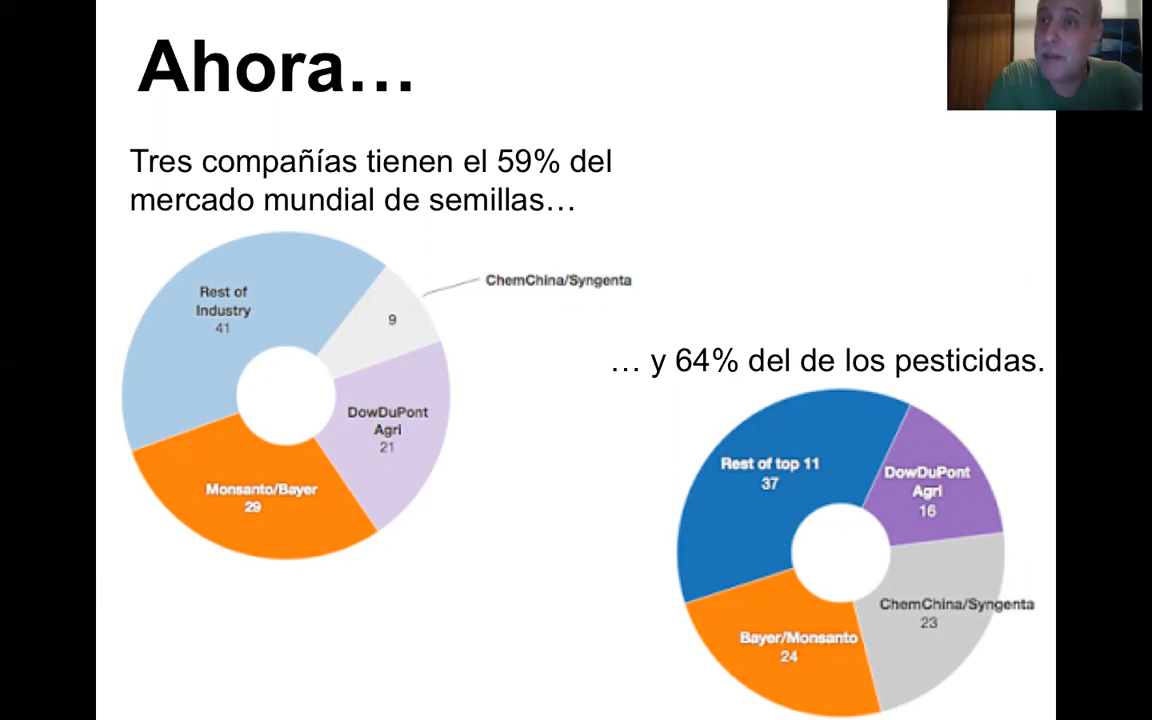 Ahora…
Tres compañías tienen el 59% del
mercado mundial de semillas…
Rest of
Industry
41
ChemChina/Syngenta
9
DowDuPont
Agri
21
Monsanto/Bayer
29
… y 64% del de los pesticidas.
Rest of top 11
37
DowDuPont
Agri
16
ChemChina/Syngenta
23
Bayer/Monsanto
24